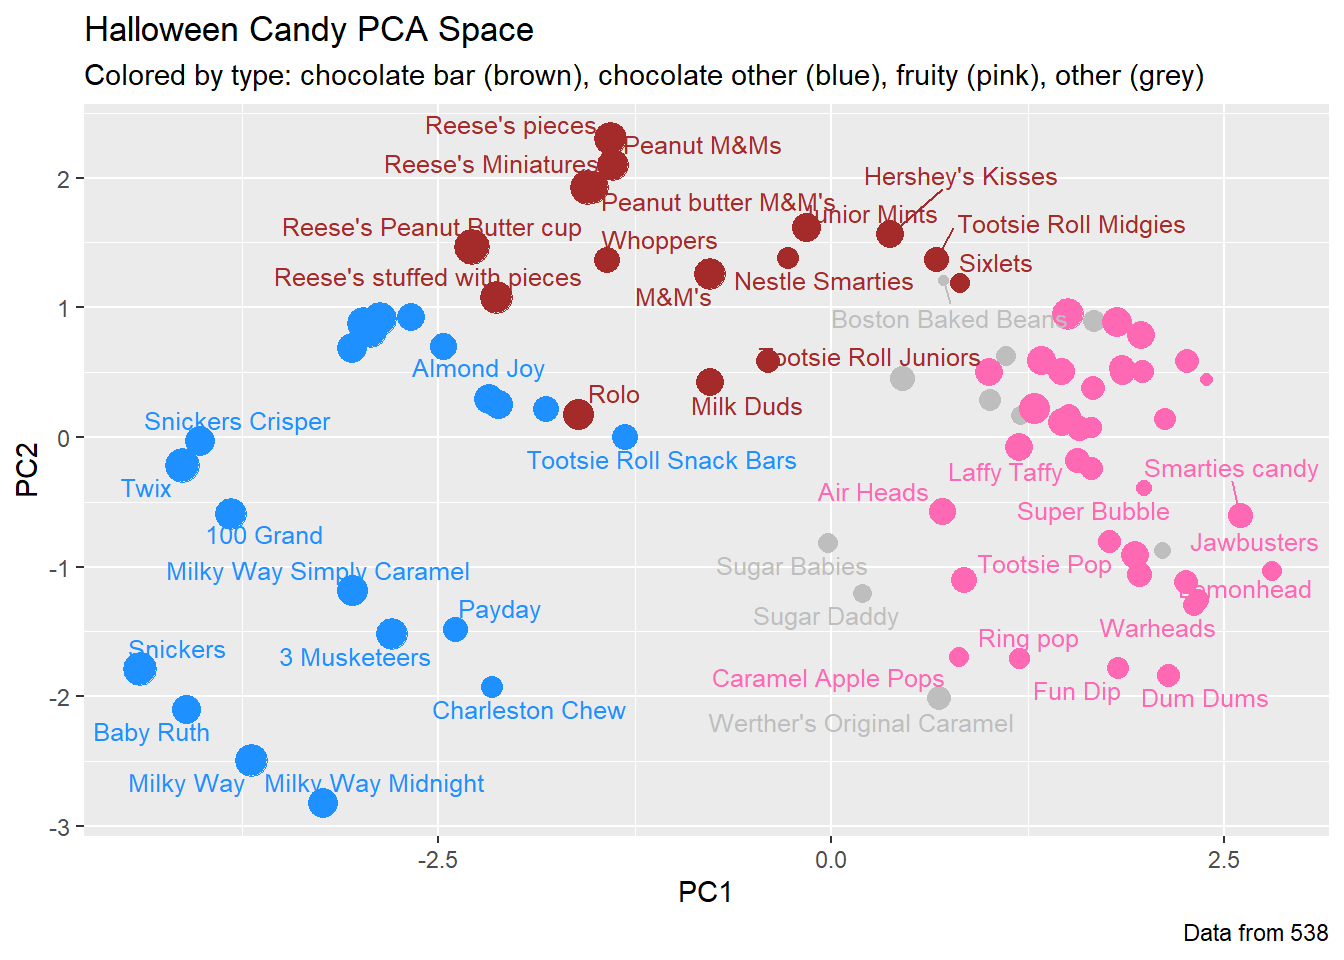 Halloween Candy PCA Space
Colored by type: chocolate bar (brown), chocolate other (blue), fruity (pink), other (grey)
Reese's pieces
Peanut M&Ms
Reese's Miniatures
Hershey's Kisses
2
Peanut butter M&M's
Junior Mints
Reese's Peanut Butter cup
Tootsie Roll Midgies
Whoppers
Sixlets
Reese's stuffed with pieces
Nestle Smarties
M&M's
1
Boston Baked Beans
Tootsie Roll Juniors
Almond Joy
Rolo
Milk Duds
Snickers Crisper
0
Tootsie Roll Snack Bars
Laffy Taffy
Smarties candy
Twix
Air Heads
Super Bubble
100 Grand
Jawbusters
-1
Milky Way Simply Caramel
Sugar Babies
Tootsie Pop
Lemonhead
Payday
Sugar Daddy
Warheads
Snickers
3 Musketeers
Ring pop
Caramel Apple Pops
-2
Fun Dip
Dum Dums
Charleston Chew
Baby Ruth
Werther's Original Caramel
Milky Way
Milky Way Midnight
-3
PC2
-2.5
0.0
2.5
PC1
Data from 538